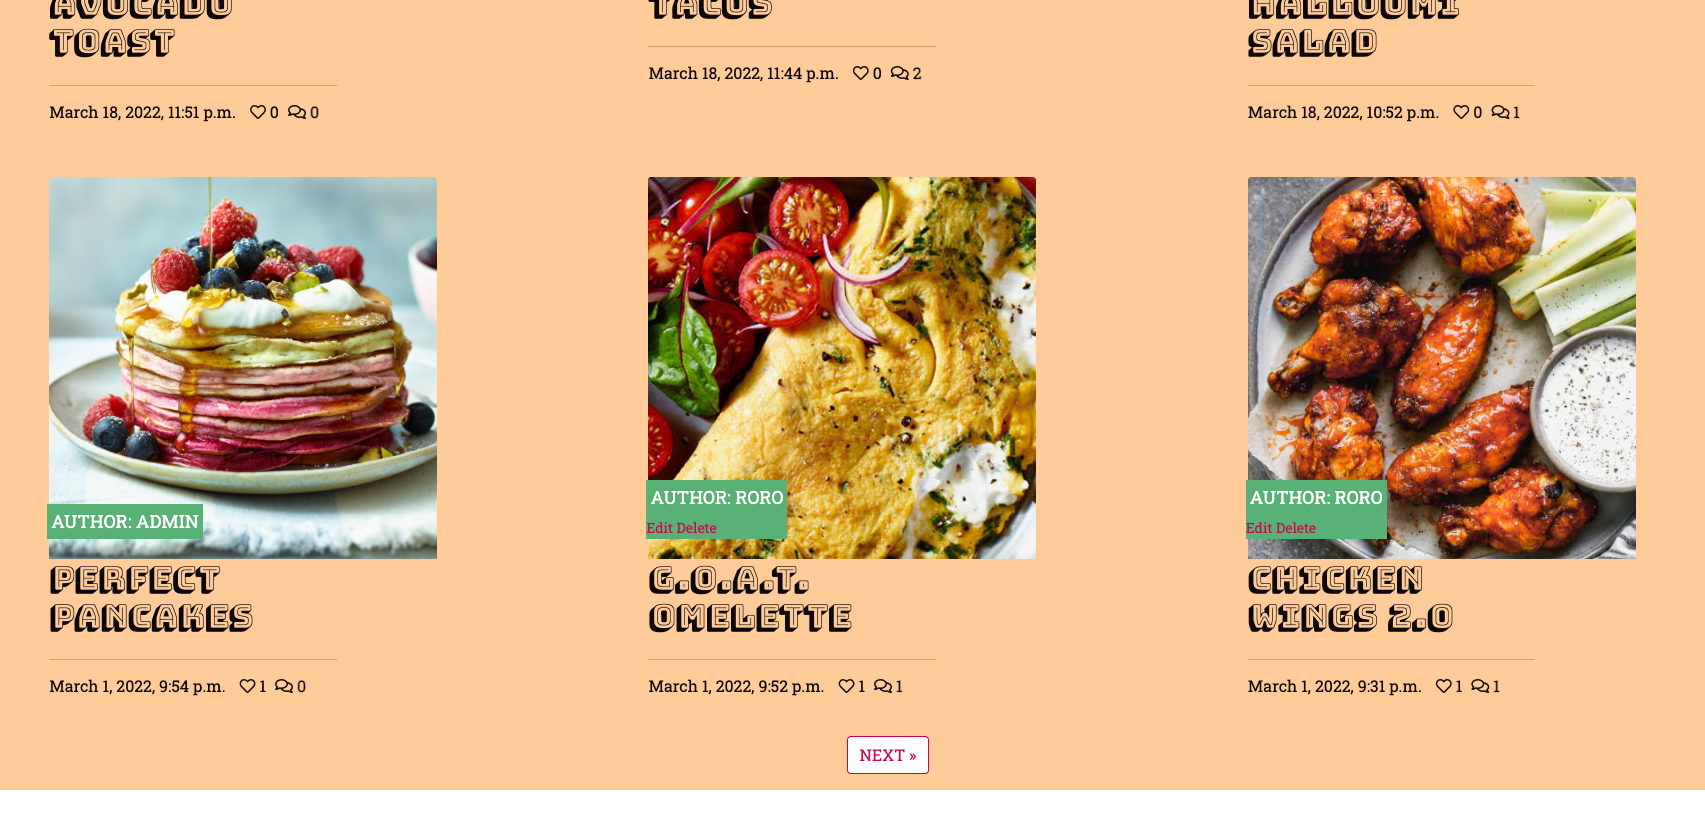 AVOCADO
TOAST
March 18, 2022, 11:51 p.m. 0 0
TACOS
March 18, 2022, 11:44 p.m. 0 2
HALLOUMI
SALAD
March 18, 2022, 10:52 p.m. 0 1
AUTHOR: ADMIN
PERFECT
PANCAKES
March 1, 2022, 9:54 p.m. 1 0
AUTHOR: RORO
Edit Delete
G.O.A.T.
OMELETTE
March 1, 2022, 9:52 p.m. 1 1
AUTHOR: RORO
Edit Delete
CHICKEN
WINGS 2.0
March 1, 2022, 9:31 p.m. 1 1
NEXT »